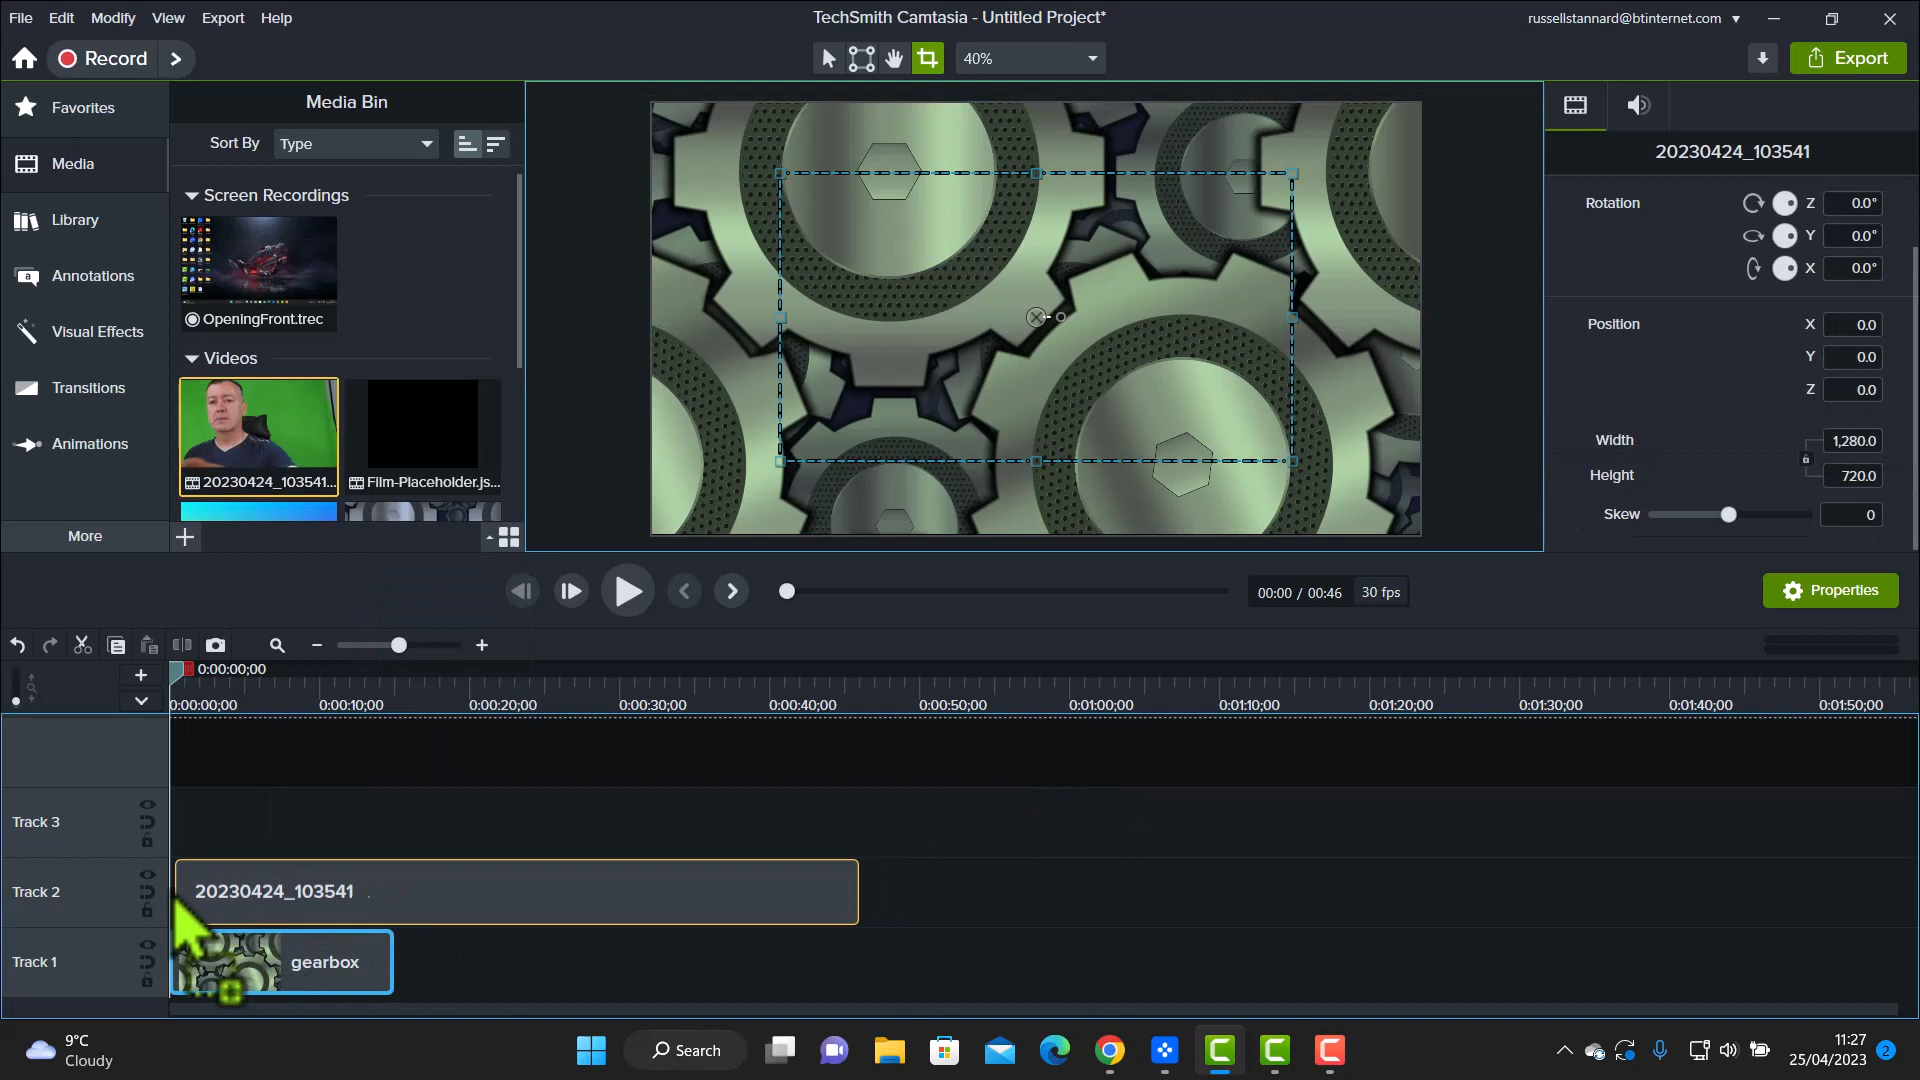 File Edit Modify View Export Help
TechSmith Camtasia - Untitled Project*
russellstannard@btinternet.com
Record
40%
Export
Favorites
Media
Library
Annotations
Visual Effects
Transitions
Animations
More
Media Bin
Sort By Type
Screen Recordings
OpeningFront.trec
Videos
20230424_103541...
Film-Placeholder.js...
20230424_103541
Rotation Z 0.0°
Y 0.0°
X 0.0°
Position X 0.0
Y 0.0
Z 0.0
Width 1,280.0
Height 720.0
Skew 0
00:00 / 00:46 30 fps
Properties
0:00:00;00
0:00:00;00 0:00:10;00 0:00:20;00 0:00:30;00 0:00:40;00 0:00:50;00 0:01:00;00 0:01:10;00 0:01:20;00 0:01:30;00 0:01:40;00 0:01:50;00
Track 3
Track 2
20230424_103541
Track 1
gearbox
9°C
Cloudy
Search
11:27
25/04/2023
2